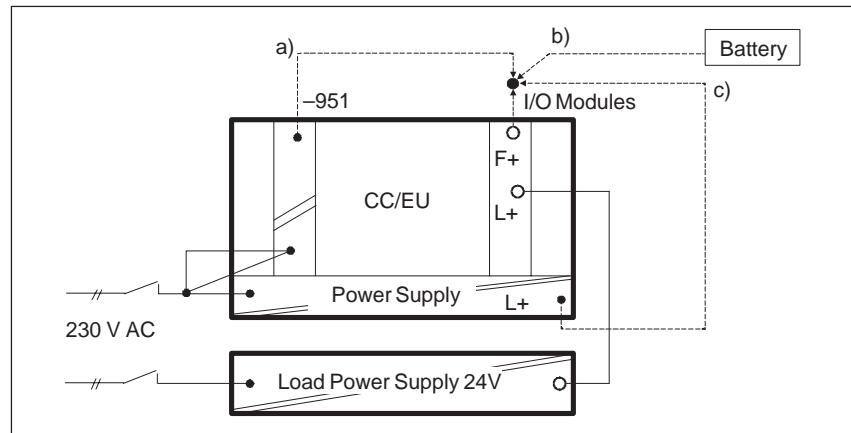 a)
b)
Battery
c)
–951
I/O Modules
F+
CC/EU
L+
Power Supply
L+
230 V AC
Load Power Supply 24V